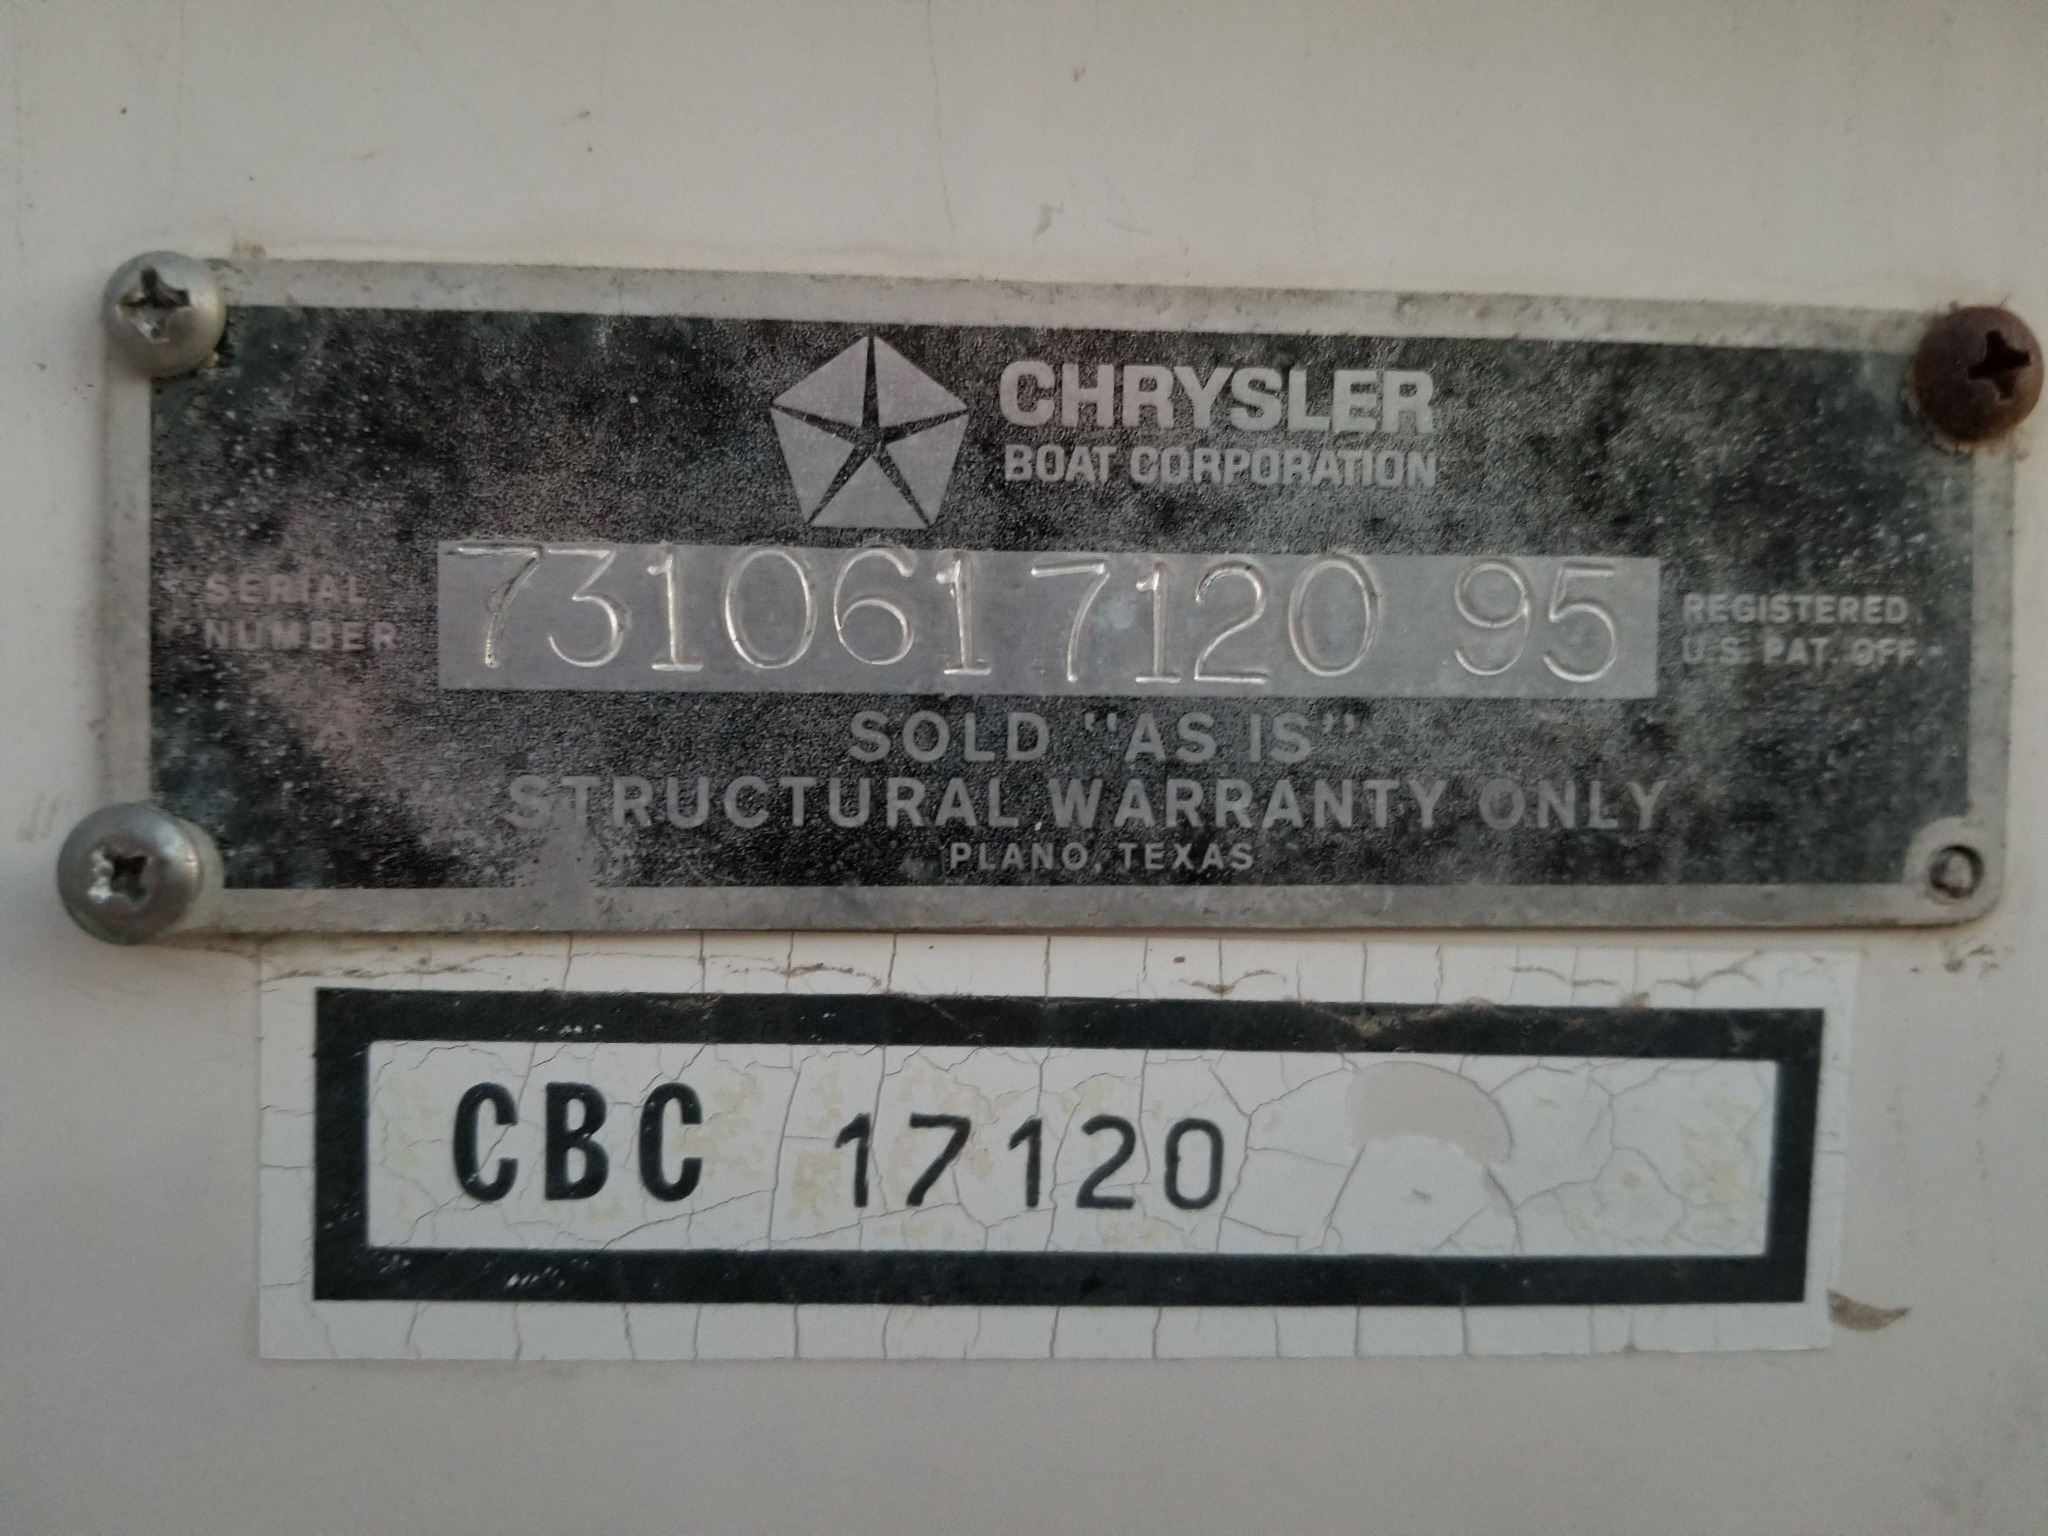 CHRYSLER
BOAT CORPORATION
SERIAL
NUMBER
731061 7120 95
REGISTERED
U.S. PAT. OFF.
SOLD "AS IS"
STRUCTURAL WARRANTY ONLY
PLANO, TEXAS
CBC 17120